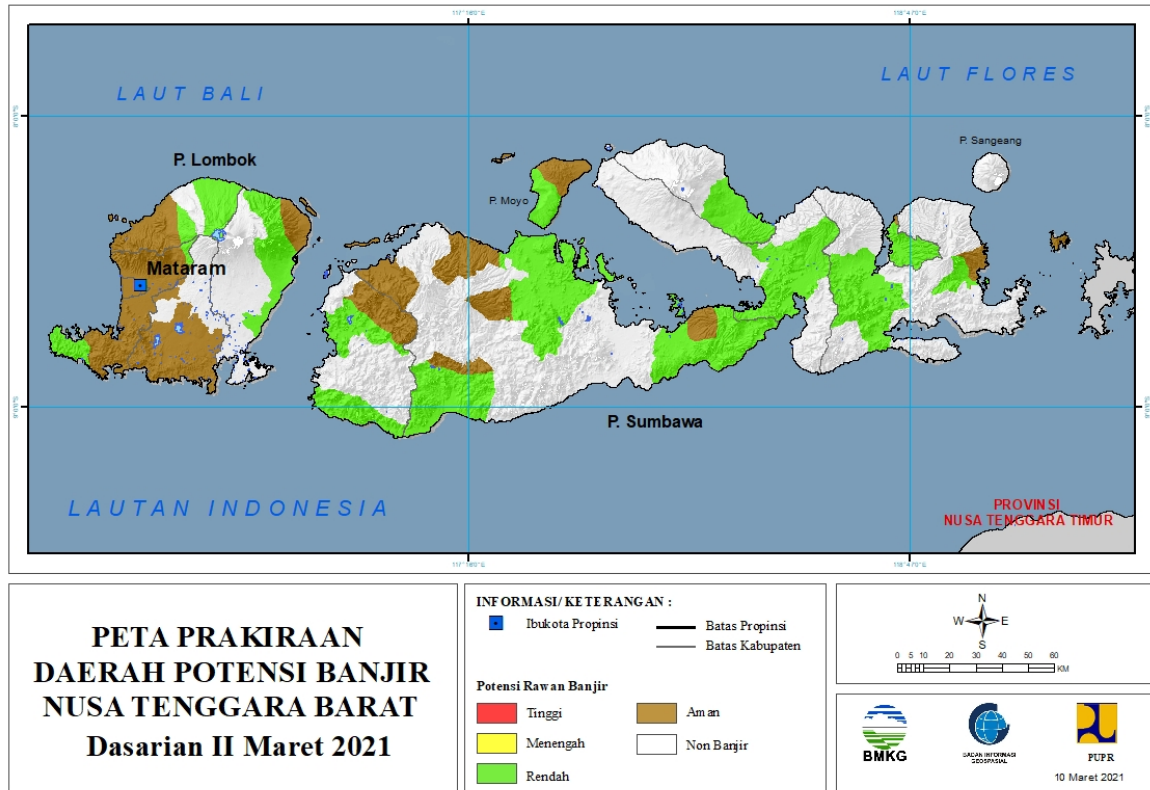 LAUT BALI
LAUT FLORES
P. Sangeang
P. Lombok
P. Moyo
Mataram
P. Sumbawa
LAUTAN INDONESIA
PROVINSI
NUSA TENGGARA TIMUR
PETA PRAKIRAAN
DAERAH POTENSI BANJIR
NUSA TENGGARA BARAT
Dasarian II Maret 2021
INFORMASI/ KETERANGAN :
Ibukota Propinsi
Batas Propinsi
Batas Kabupaten
Potensi Rawan Banjir
Tinggi
Aman
Menengah
Non Banjir
Rendah
N
W E
S
0 5 10 20 30 40 50 60
KM
BMKG
BADAN INFORMASI
GEOSPASIAL
PUPR
10 Maret 2021